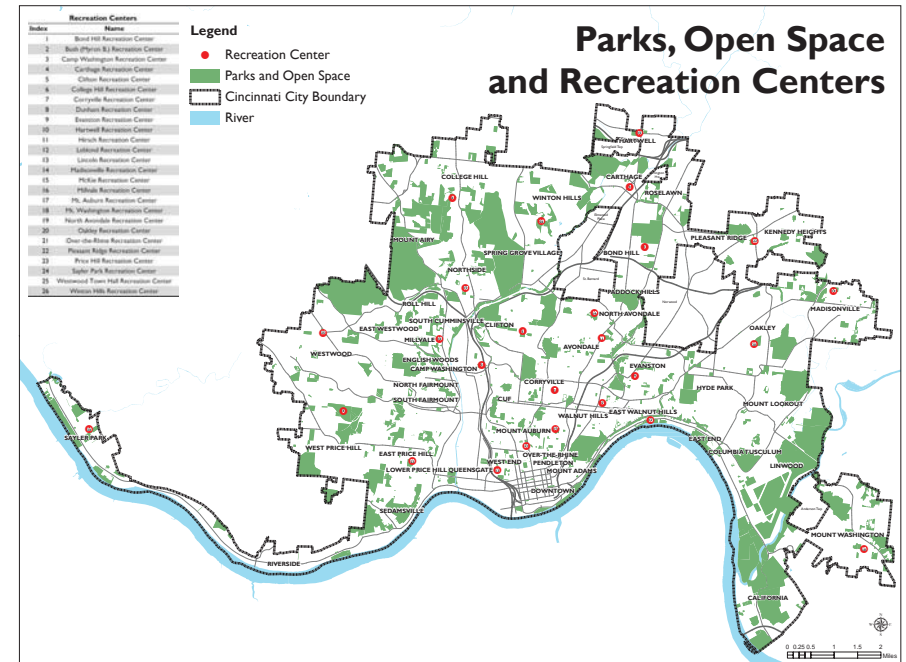 Recreation Centers
Index Name
1 Bond Hill Recreation Center
2 Bush (Myron B.) Recreation Center
3 Camp Washington Recreation Center
4 Carthage Recreation Center
5 Clifton Recreation Center
6 College Hill Recreation Center
7 Corryville Recreation Center
8 Dunham Recreation Center
9 Evanston Recreation Center
10 Hartwell Recreation Center
11 Hirsch Recreation Center
12 Leblond Recreation Center
13 Lincoln Recreation Center
14 Madisonville Recreation Center
15 McKie Recreation Center
16 Millvale Recreation Center
17 Mt. Auburn Recreation Center
18 Mt. Washington Recreation Center
19 North Avondale Recreation Center
20 Oakley Recreation Center
21 Over-the-Rhine Recreation Center
22 Pleasant Ridge Recreation Center
23 Price Hill Recreation Center
24 Sayler Park Recreation Center
25 Westwood Town Hall Recreation Center
26 Winton Hills Recreation Center
Legend
Recreation Center
Parks and Open Space
Cincinnati City Boundary
River
Parks, Open Space
and Recreation Centers
HARTWELL
COLLEGE HILL
CARTHAGE
ROSELAWN
WINTON HILLS
KENNEDY HEIGHTS
PLEASANT RIDGE
MOUNT AIRY
SPRING GROVE VILLAGE
BOND HILL
NORTHSIDE
St. Bernard
PADDOCK HILLS
Norwood
ROLL HILL
MADISONVILLE
NORTH AVONDALE
SOUTH CUMMINSVILLE
CLIFTON
EAST WESTWOOD
OAKLEY
MILLVALE
AVONDALE
WESTWOOD
ENGLISH WOODS
CAMP WASHINGTON
EVANSTON
NORTH FAIRMOUNT
CORRYVILLE
HYDE PARK
SOUTH FAIRMOUNT
CUF
MOUNT LOOKOUT
WALNUT HILLS
EAST WALNUT HILLS
MOUNT AUBURN
SAYLER PARK
EAST END
WEST PRICE HILL
EAST PRICE HILL
OVER-THE-RHINE
COLUMBIA TUSCULUM
WEST END
PENDLETON
LINWOOD
LOWER PRICE HILL
QUEENSGATE
MOUNT ADAMS
DOWNTOWN
SEDAMSVILLE
Anderson Twp
MOUNT WASHINGTON
RIVERSIDE
CALIFORNIA
N
0 0.25 0.5 1 1.5 2
Miles